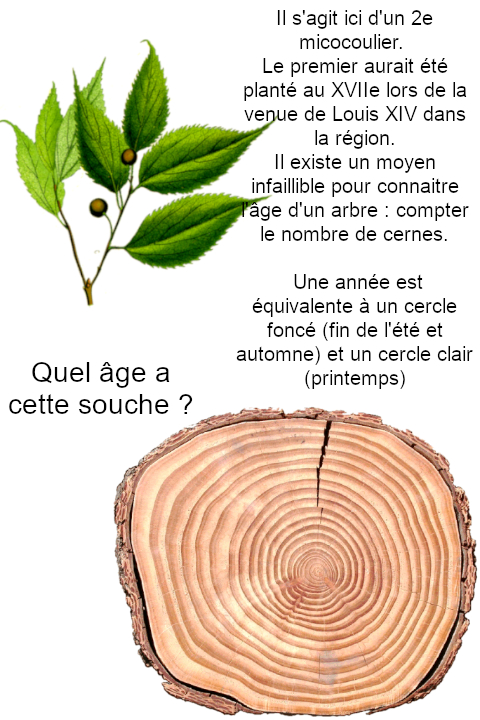 Il s'agit ici d'un 2e
micocoulier.
Le premier aurait été
planté au XVIIe lors de la
venue de Louis XIV dans
la région.
Il existe un moyen
infaillible pour connaitre
l'âge d'un arbre : compter
le nombre de cernes.
Une année est
équivalente à un cercle
foncé (fin de l'été et
automne) et un cercle clair
(printemps)
Quel âge a
cette souche ?